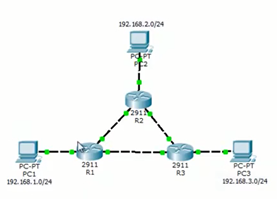 192.168.2.0/24
PC-PT
PC2
2911
R2
PC-PT
PC1
192.168.1.0/24
2911
R1
2911
R3
PC-PT
PC3
192.168.3.0/24